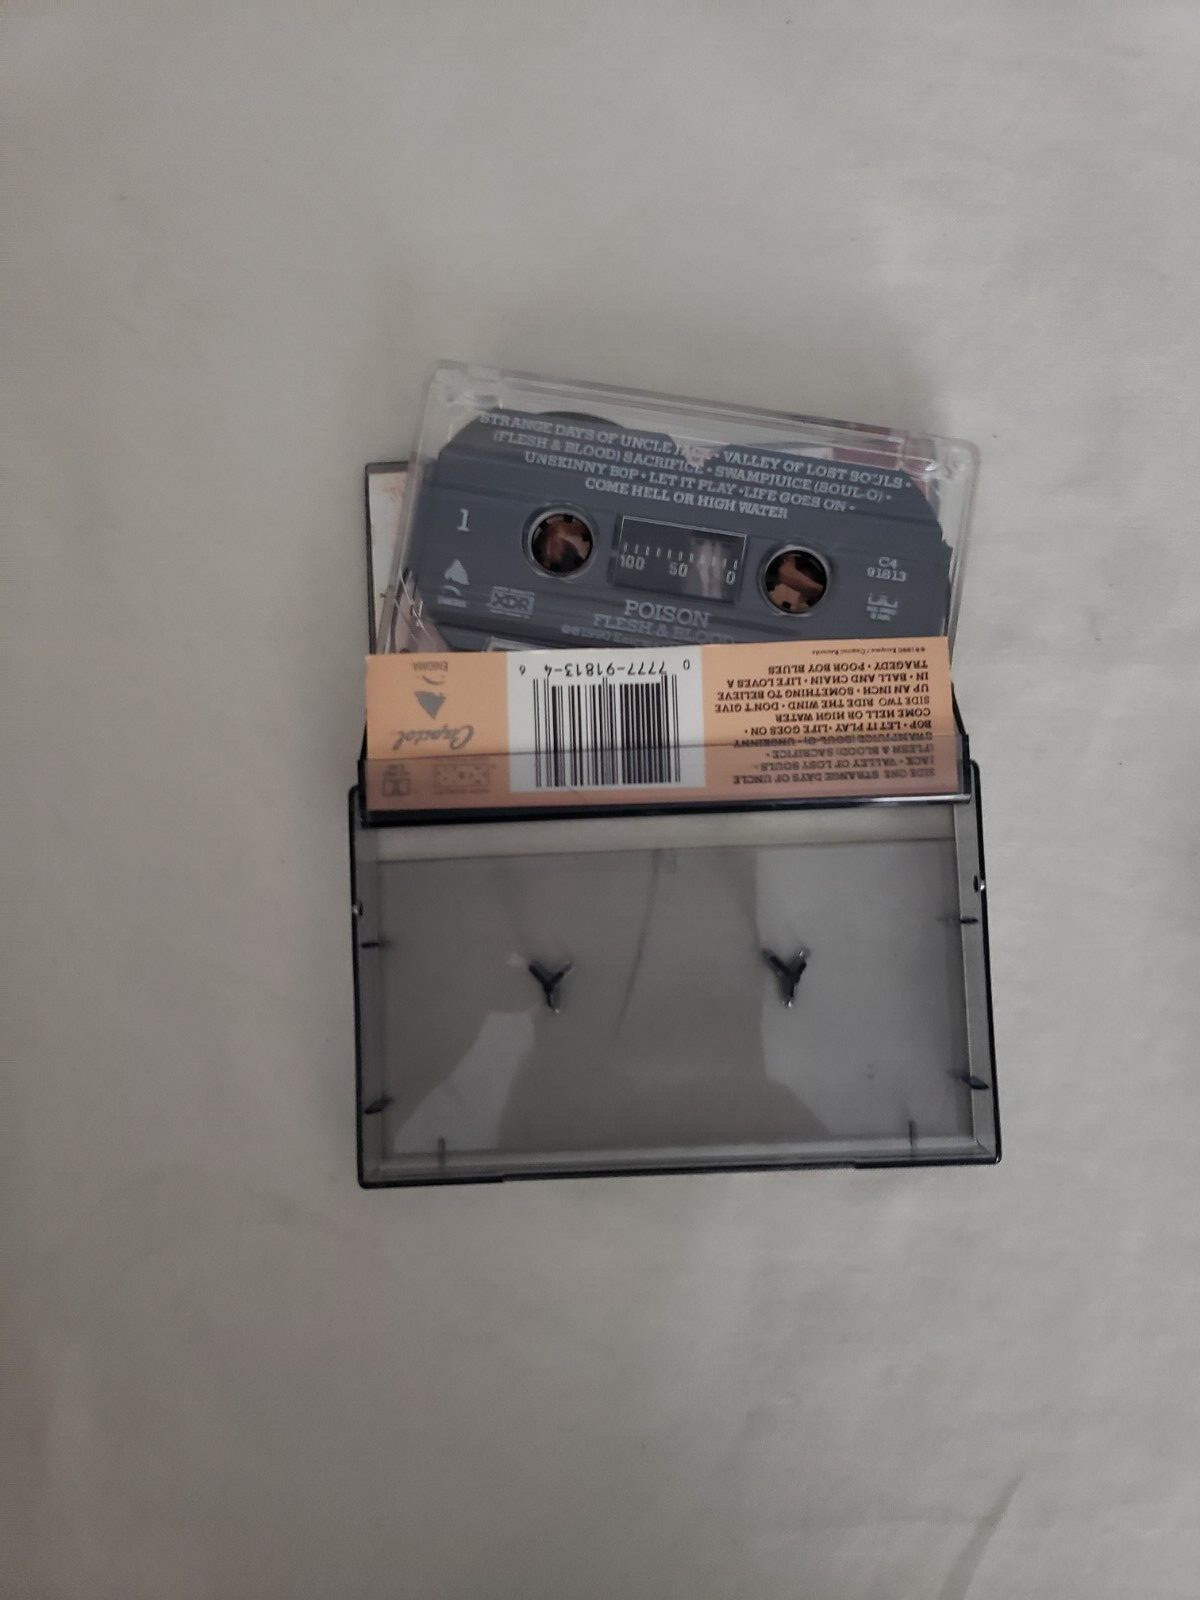 STRANGE DAYS OF UNCLE JACK • VALLEY OF LOST SOULS •
(FLESH & BLOOD) SACRIFICE • SWAMPJUICE (SOUL-O) •
UNSKINNY BOP • LET IT PLAY • LIFE GOES ON •
COME HELL OR HIGH WATER
1
100 50 0
C4
91813
XDR
POISON
FLESH & BLOOD
SIDE ONE STRANGE DAYS OF UNCLE
JACK • VALLEY OF LOST SOULS •
(FLESH & BLOOD) SACRIFICE •
SWAMPJUICE (SOUL-O) • UNSKINNY
BOP • LET IT PLAY • LIFE GOES ON •
COME HELL OR HIGH WATER
SIDE TWO RIDE THE WIND • DON'T GIVE
UP AN INCH • SOMETHING TO BELIEVE
IN • BALL AND CHAIN • LIFE LOVES A
TRAGEDY • POOR BOY BLUES
0 7777-91813-4 6
XDR
Capitol
ENIGMA